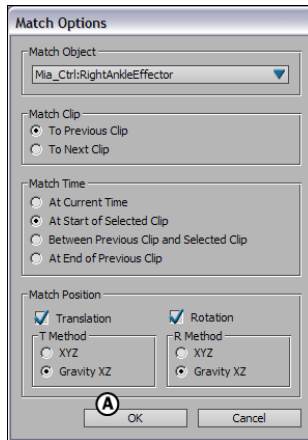 Match Options
Match Object
Mia_Ctrl:RightAnkleEffector
Match Clip
To Previous Clip
To Next Clip
Match Time
At Current Time
At Start of Selected Clip
Between Previous Clip and Selected Clip
At End of Previous Clip
Match Position
Translation Rotation
T Method R Method
XYZ XYZ
Gravity XZ Gravity XZ
A
OK Cancel